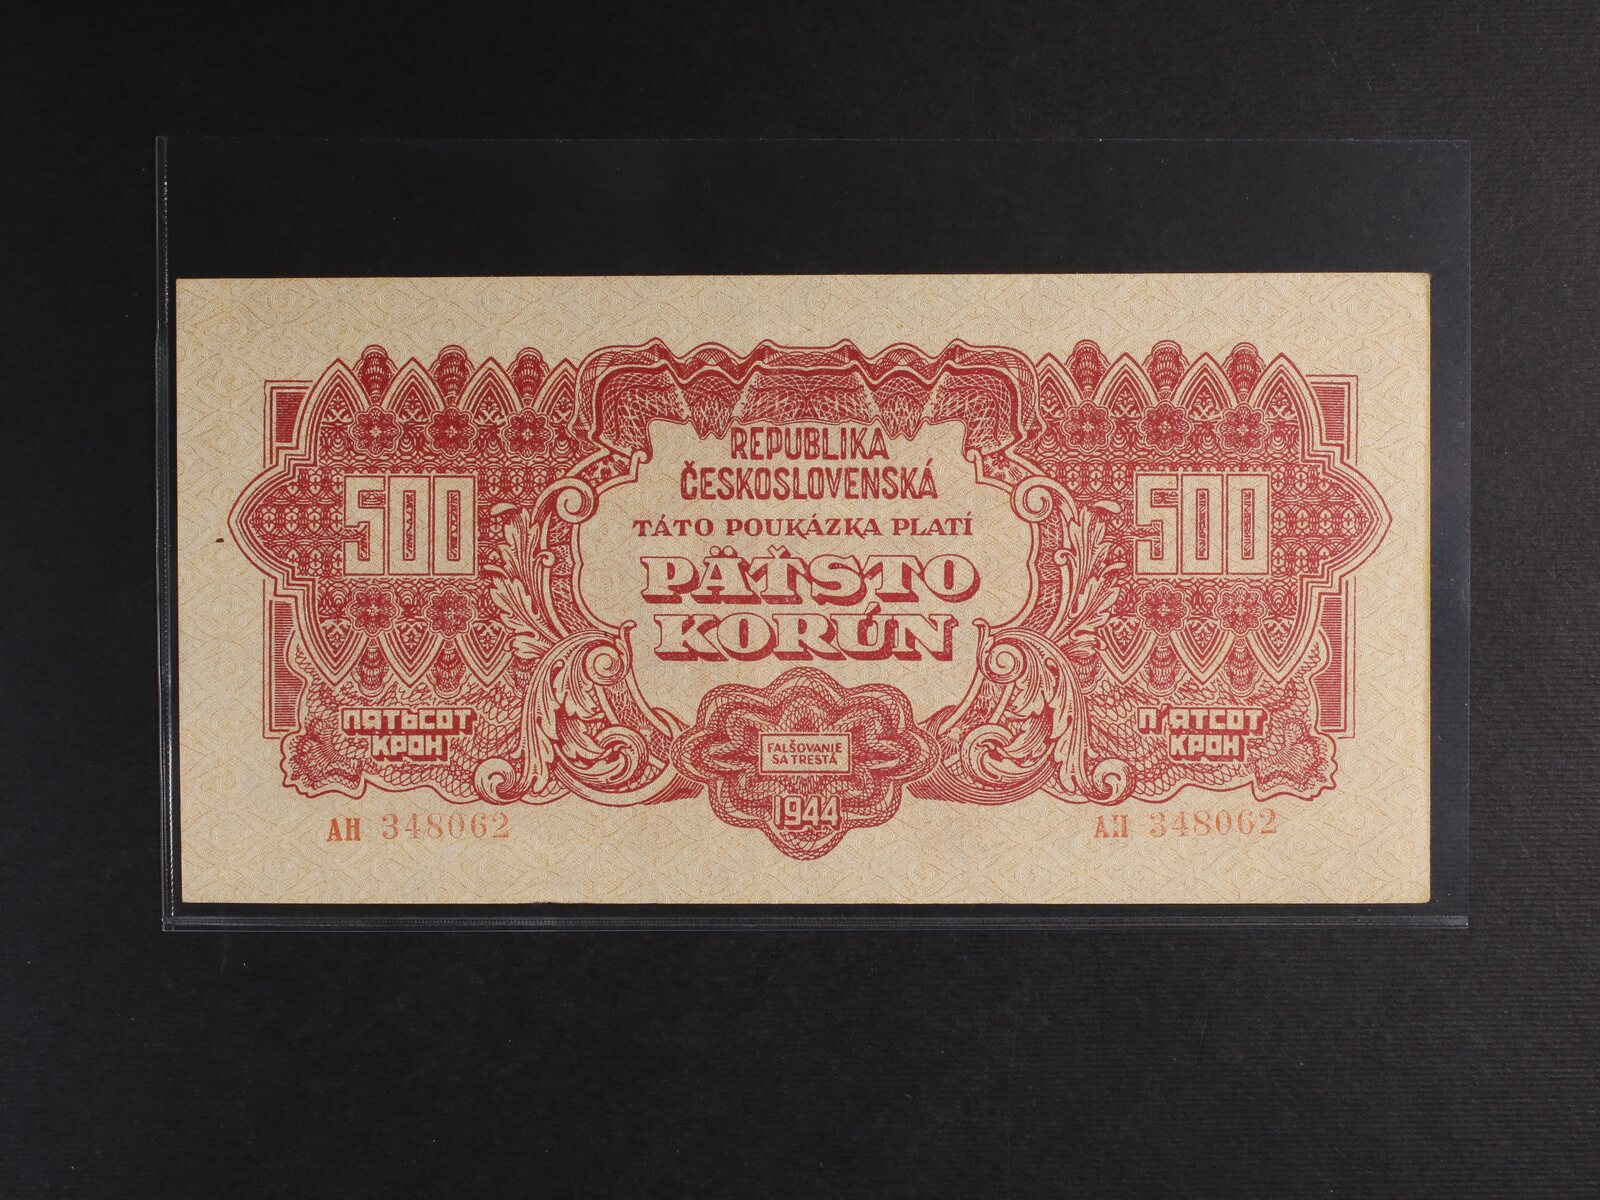 REPUBLIKA
ČESKOSLOVENSKÁ
TÁTO POUKÁZKA PLATÍ
500
PÄŤSTO
KORÚN
500
ПЯТЬСОТ
КРОН
FALŠOVANIE
SA TRESTÁ
1944
П'ЯТСОТ
КРОН
АН 348062
АН 348062